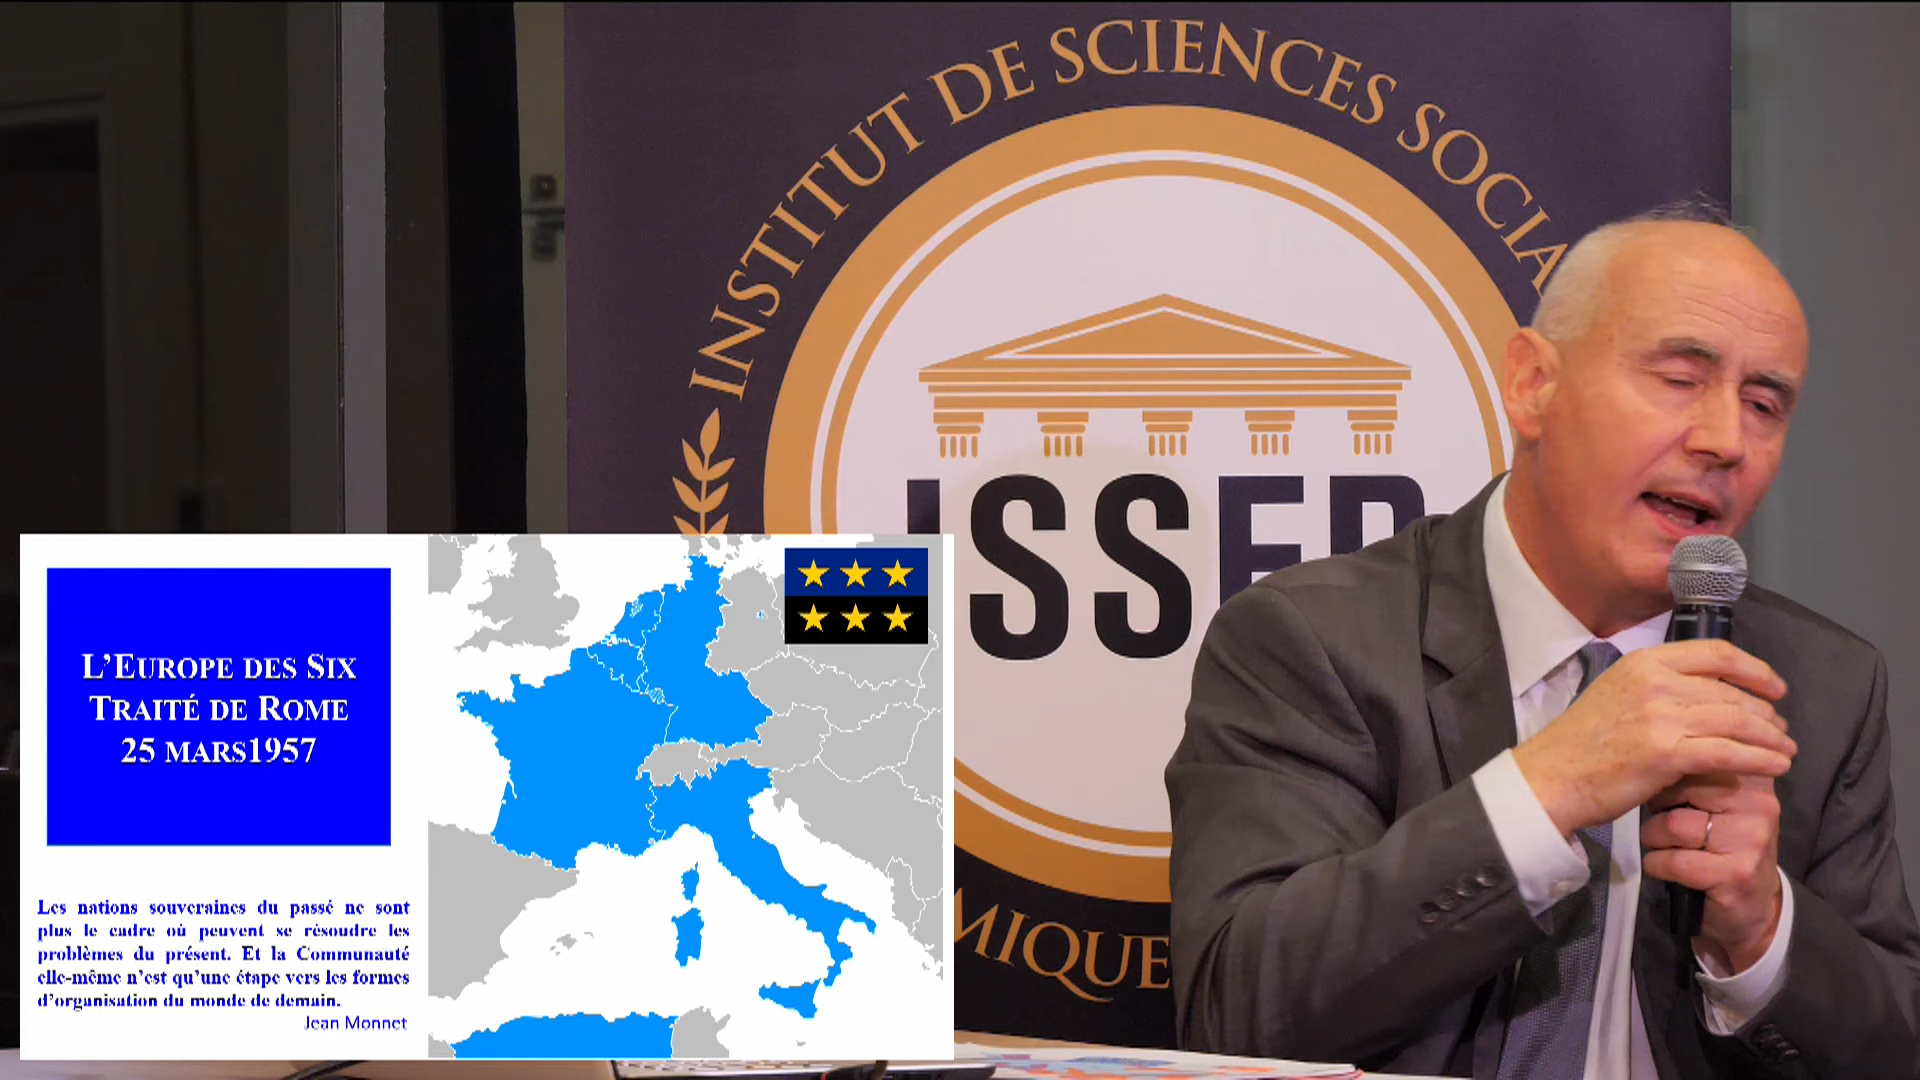 INSTITUT DE SCIENCES SOCIA
ISSEP
MIQUE
L'EUROPE DES SIX
TRAITÉ DE ROME
25 MARS1957
Les nations souveraines du passé ne sont
plus le cadre où peuvent se résoudre les
problèmes du présent. Et la Communauté
elle-même n'est qu'une étape vers les formes
d'organisation du monde de demain.
Jean Monnet